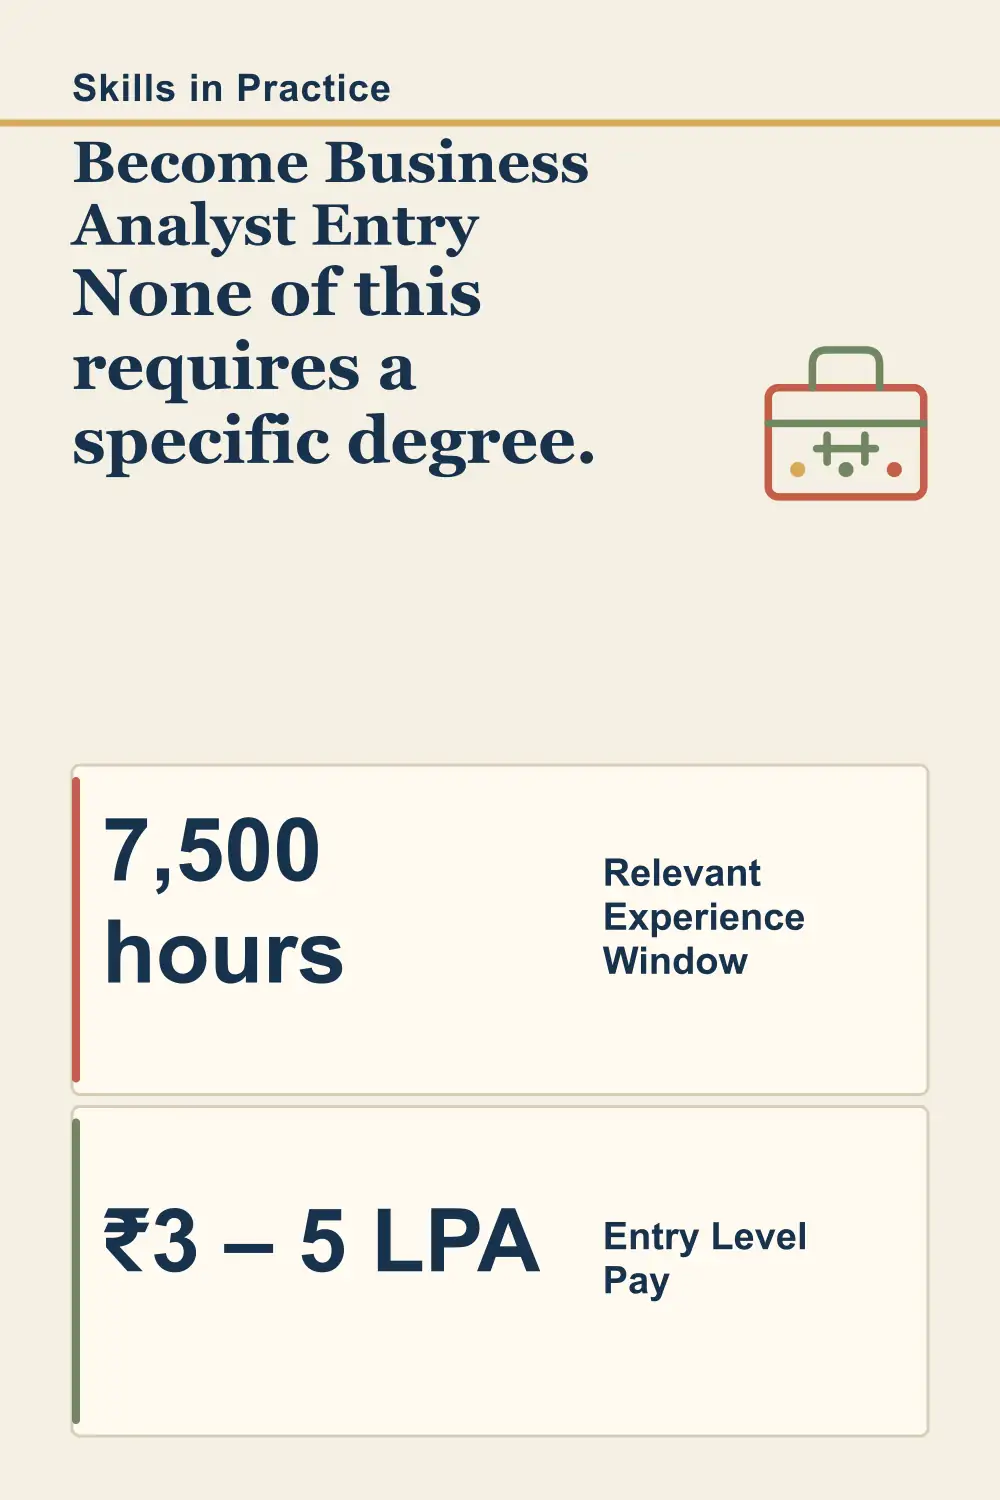 Skills in Practice
Become Business
Analyst Entry
None of this
requires a
specific degree.
7,500
hours
Relevant
Experience
Window
₹3 – 5 LPA
Entry Level
Pay